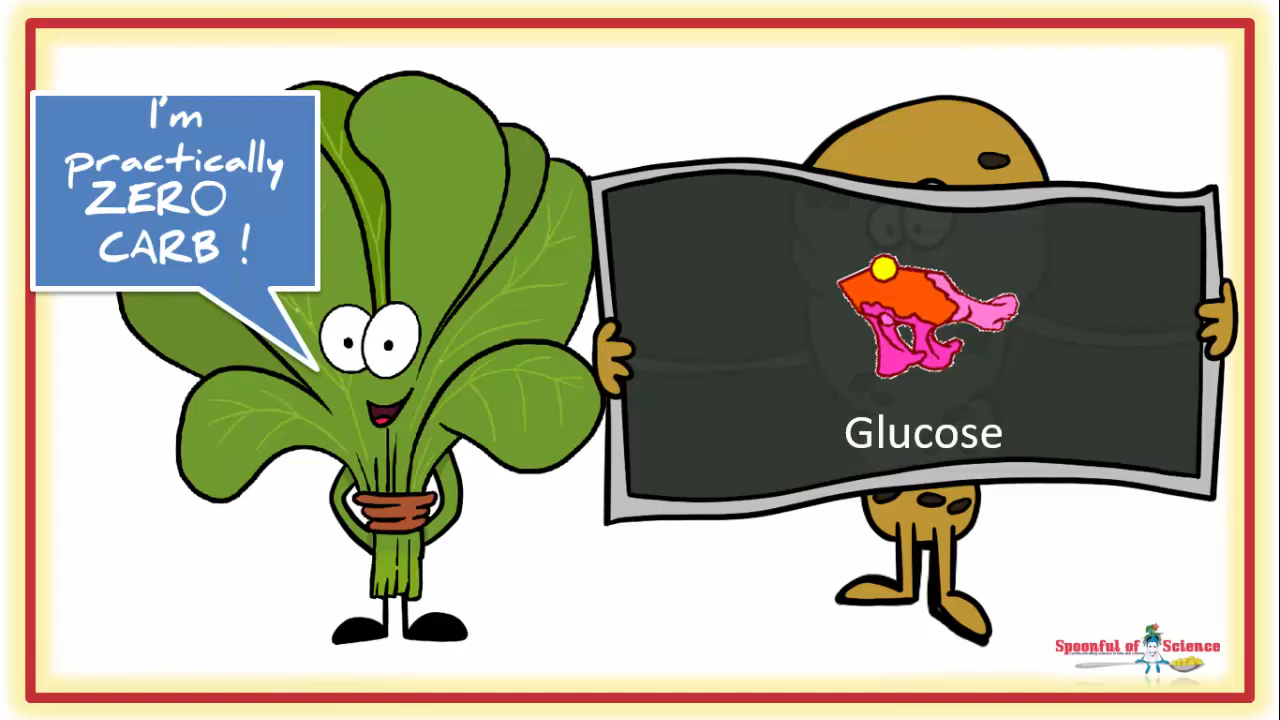 I'm
practically
ZERO
CARB !
Glucose
Spoonful of Science